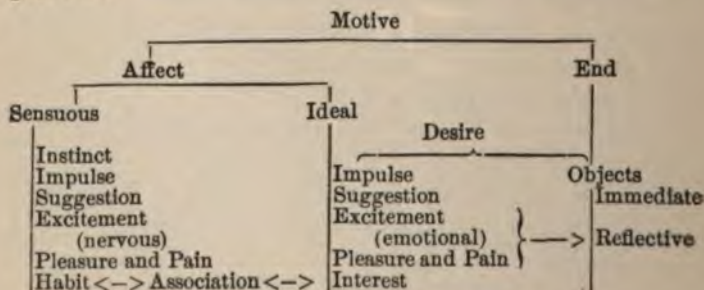 Motive
Affect End
Sensuous Ideal
Desire
Instinct
Impulse Impulse Objects
Suggestion Suggestion Immediate
Excitement Excitement
(nervous) (emotional) —> Reflective
Pleasure and Pain Pleasure and Pain
Habit <—> Association <—> Interest